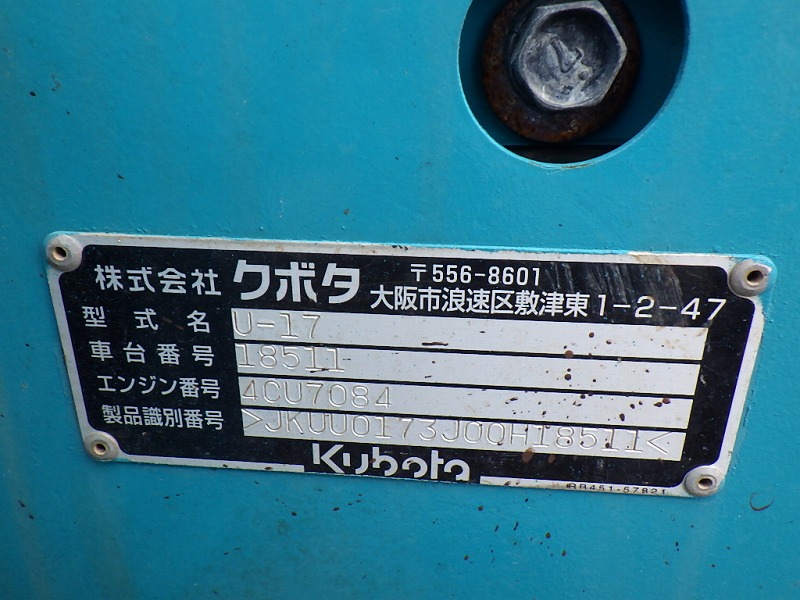 株式会社 クボタ 〒556-8601
大阪市浪速区敷津東1-2-47
型式名 U-17
車台番号 18511
エンジン番号 4CU7084
製品識別番号 >JKUU0173J00H18511<
Kubota
RB451-57821